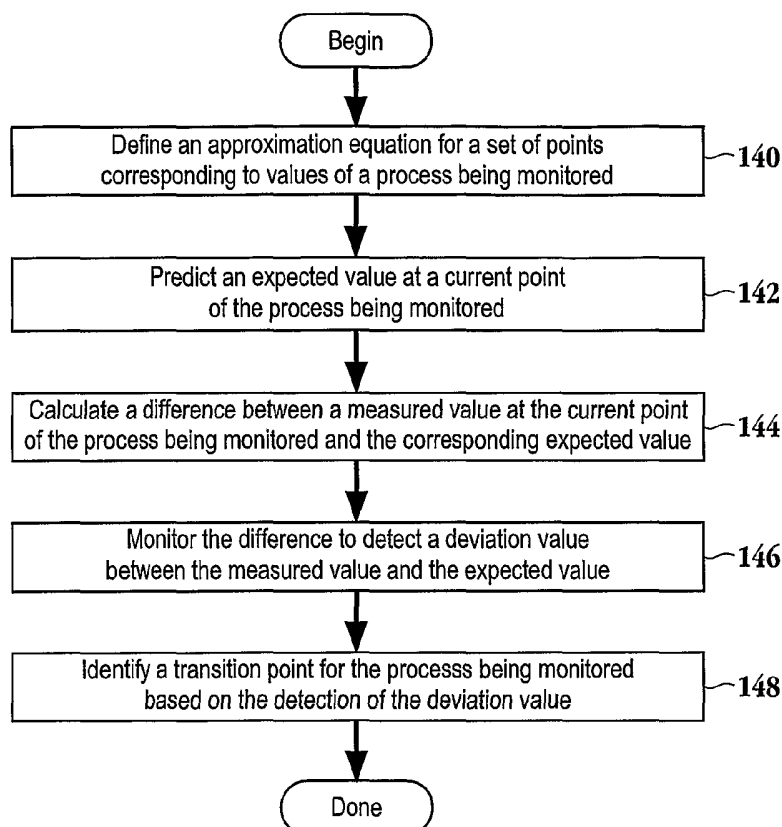 Begin
Define an approximation equation for a set of points
corresponding to values of a process being monitored
140
Predict an expected value at a current point
of the process being monitored
142
Calculate a difference between a measured value at the current point
of the process being monitored and the corresponding expected value
144
Monitor the difference to detect a deviation value
between the measured value and the expected value
146
Identify a transition point for the processs being monitored
based on the detection of the deviation value
148
Done